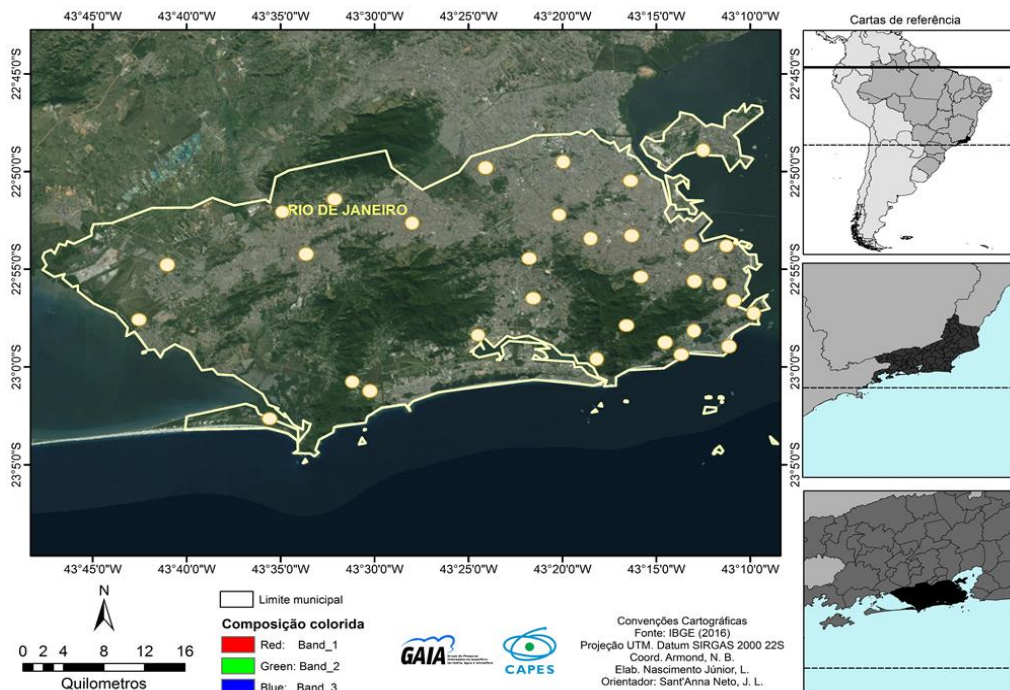 43°45'0"W 43°40'0"W 43°35'0"W 43°30'0"W 43°25'0"W 43°20'0"W 43°15'0"W 43°10'0"W
Cartas de referência
22°45'0"S 22°45'0"S
22°50'0"S 22°50'0"S
RIO DE JANEIRO
22°55'0"S 22°55'0"S
23°0'0"S 23°0'0"S
23°5'0"S 23°5'0"S
43°45'0"W 43°40'0"W 43°35'0"W 43°30'0"W 43°25'0"W 43°20'0"W 43°15'0"W 43°10'0"W
N
0 2 4 8 12 16
Quilometros
Limite municipal
Composição colorida
Red: Band_1
Green: Band_2
Blue: Band_3
GAIA
CAPES
Convenções Cartográficas
Fonte: IBGE (2016)
Projeção UTM. Datum SIRGAS 2000 22S
Coord. Armond, N. B.
Elab. Nascimento Júnior, L.
Orientador: Sant'Anna Neto, J. L.